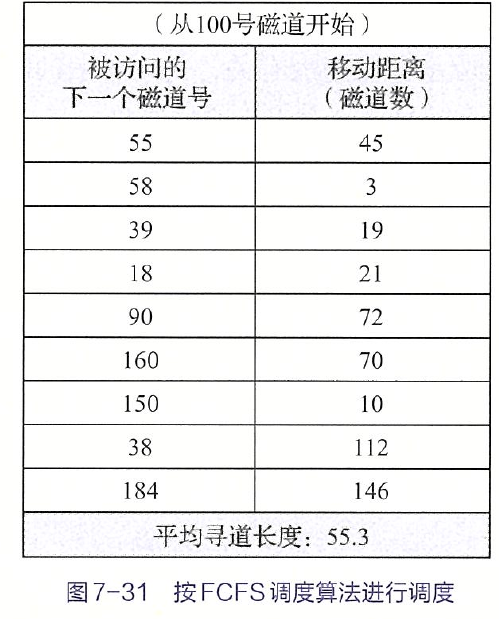 （从100号磁道开始）
被访问的 移动距离
下一个磁道号 （磁道数）
55 45
58 3
39 19
18 21
90 72
160 70
150 10
38 112
184 146
平均寻道长度：55.3
图7-31 按FCFS调度算法进行调度